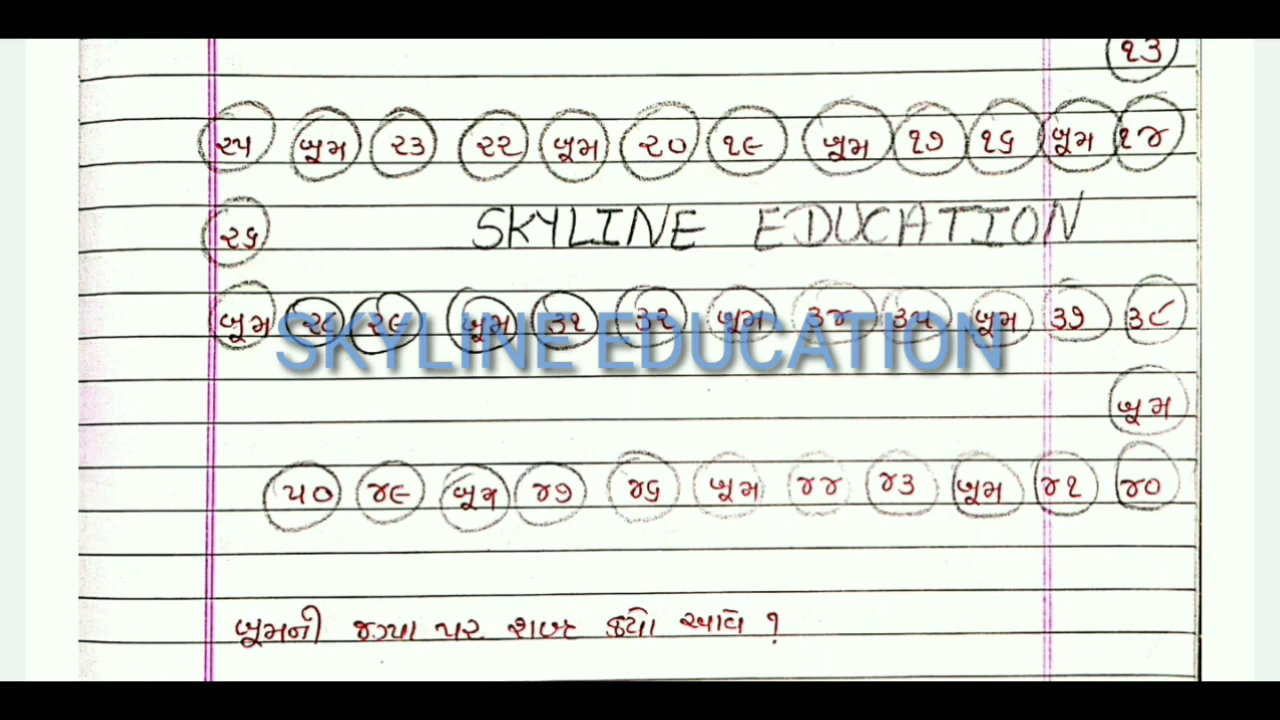 ૧૩
૨૫ બૂમ ૨૩ ૨૨ બૂમ ૨૦ ૧૯ બૂમ ૧૭ ૧૬ બૂમ ૧૪
૨૬ SKYLINE EDUCATION
બૂમ ૨૮ ૨૯ બૂમ ૩૧ ૩૨ બૂમ ૩૪ ૩૫ બૂમ ૩૭ ૩૮
SKYLINE EDUCATION
બૂમ
૫૦ ૪૯ બૂમ ૪૭ ૪૬ બૂમ ૪૪ ૪૩ બૂમ ૪૧ ૪૦
બૂમની જગ્યા પર શબ્દ કયો આવે ?